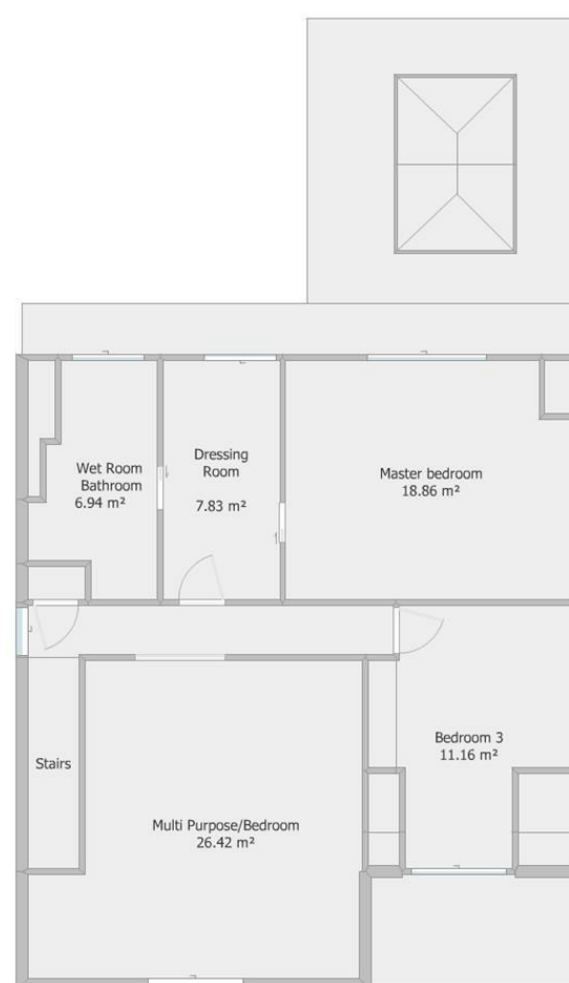 Wet Room
Bathroom
6.94 m²
Dressing
Room
7.83 m²
Master bedroom
18.86 m²
Bedroom 3
11.16 m²
Stairs
Multi Purpose/Bedroom
26.42 m²